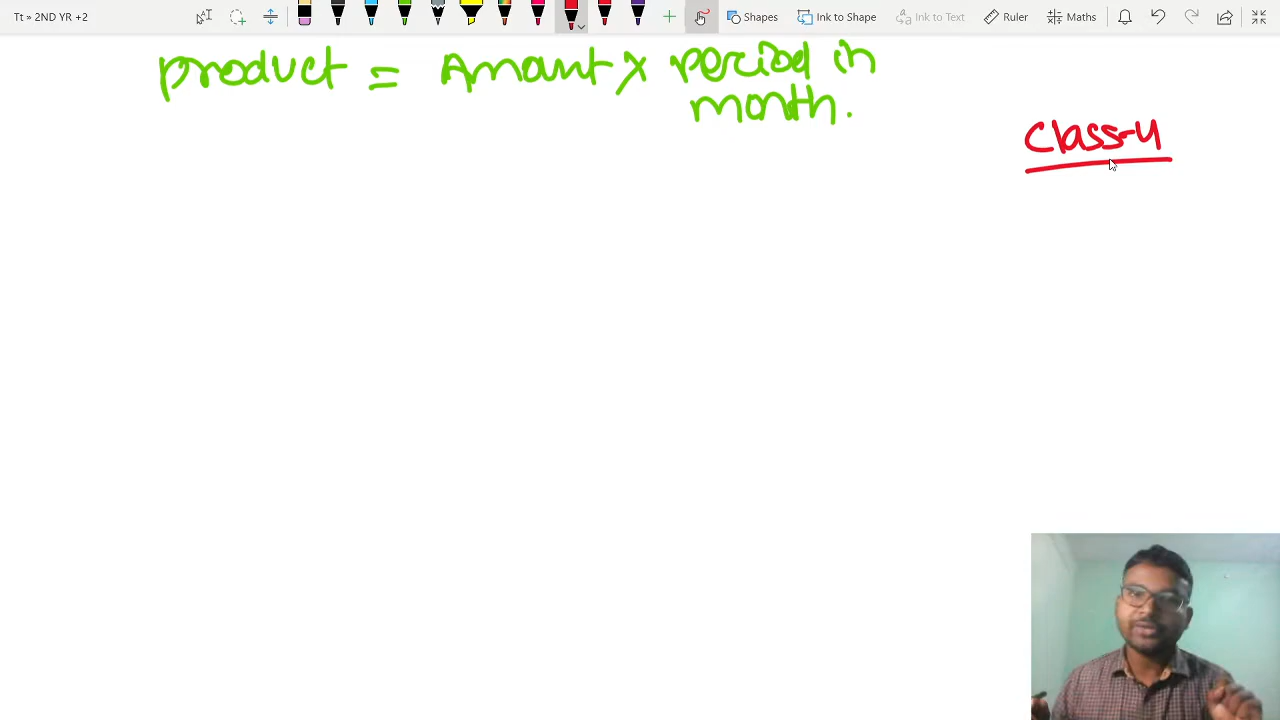 Tt » 2ND YR +2
Shapes
Ink to Shape
Ink to Text
Ruler
Maths
product = Amount × period in
month.
Class-4